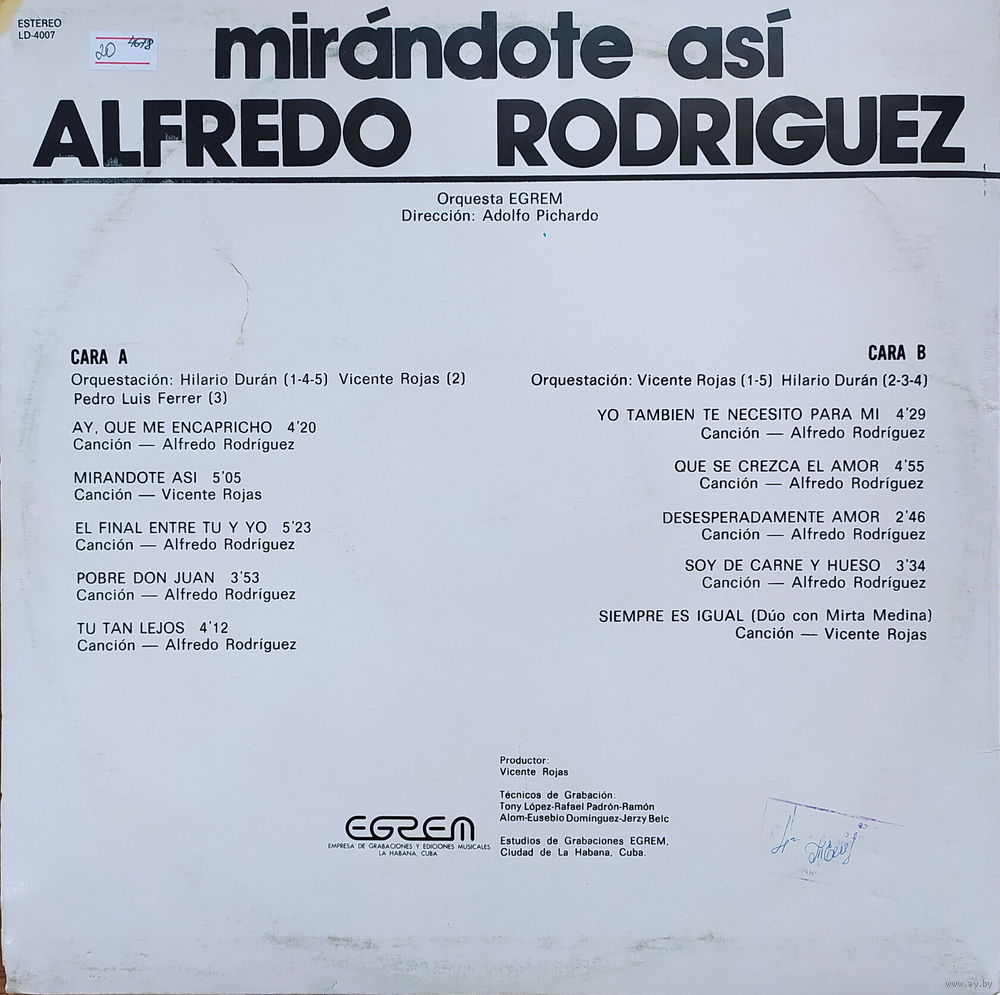 ESTEREO
LD-4007
20 4678
mirándote así
ALFREDO RODRIGUEZ
Orquesta EGREM
Dirección: Adolfo Pichardo
CARA A
Orquestación: Hilario Durán (1-4-5) Vicente Rojas (2)
Pedro Luis Ferrer (3)
AY, QUE ME ENCAPRICHO 4'20
Canción — Alfredo Rodríguez
MIRANDOTE ASI 5'05
Canción — Vicente Rojas
EL FINAL ENTRE TU Y YO 5'23
Canción — Alfredo Rodríguez
POBRE DON JUAN 3'53
Canción — Alfredo Rodríguez
TU TAN LEJOS 4'12
Canción — Alfredo Rodríguez
CARA B
Orquestación: Vicente Rojas (1-5) Hilario Durán (2-3-4)
YO TAMBIEN TE NECESITO PARA MI 4'29
Canción — Alfredo Rodríguez
QUE SE CREZCA EL AMOR 4'55
Canción — Alfredo Rodríguez
DESESPERADAMENTE AMOR 2'46
Canción — Alfredo Rodríguez
SOY DE CARNE Y HUESO 3'34
Canción — Alfredo Rodríguez
SIEMPRE ES IGUAL (Dúo con Mirta Medina)
Canción — Vicente Rojas
EGREM
EMPRESA DE GRABACIONES Y EDICIONES MUSICALES
LA HABANA, CUBA
Productor:
Vicente Rojas
Técnicos de Grabación:
Tony López-Rafael Padrón-Ramón
Alom-Eusebio Domínguez-Jerzy Belc
Estudios de Grabaciones EGREM,
Ciudad de La Habana, Cuba.
www.ay.by